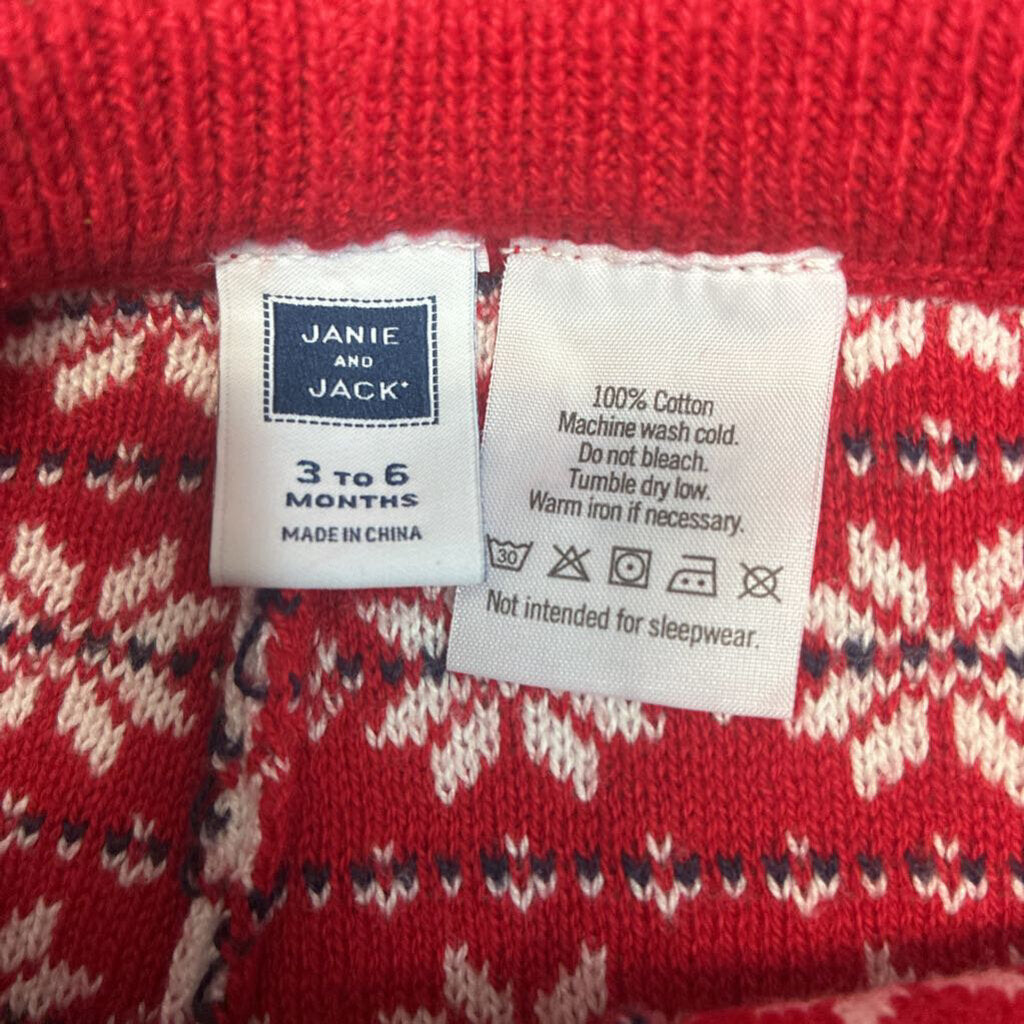 JANIE
AND
JACK
3 TO 6
MONTHS
MADE IN CHINA
100% Cotton
Machine wash cold.
Do not bleach.
Tumble dry low.
Warm iron if necessary.
30
Not intended for sleepwear.